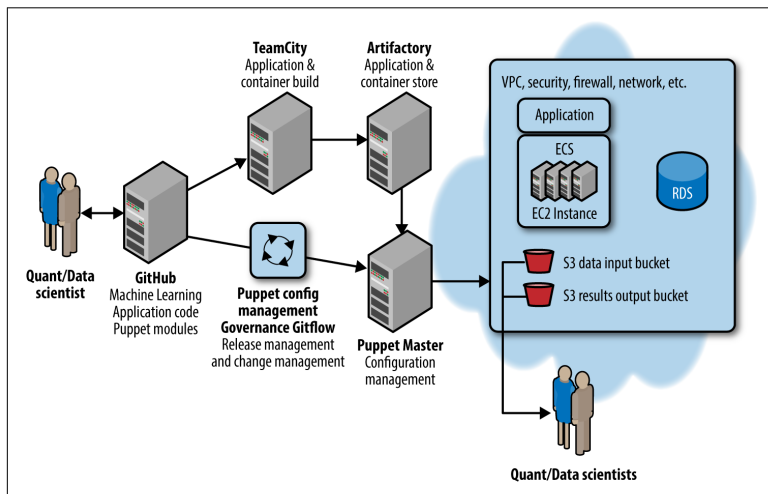 TeamCity
Application &
container build
Artifactory
Application &
container store
VPC, security, firewall, network, etc.
Application
ECS
EC2 Instance
RDS
Quant/Data
scientist
GitHub
Machine Learning
Application code
Puppet modules
Puppet config
management
Governance Gitflow
Release management
and change management
Puppet Master
Configuration
management
S3 data input bucket
S3 results output bucket
Quant/Data scientists